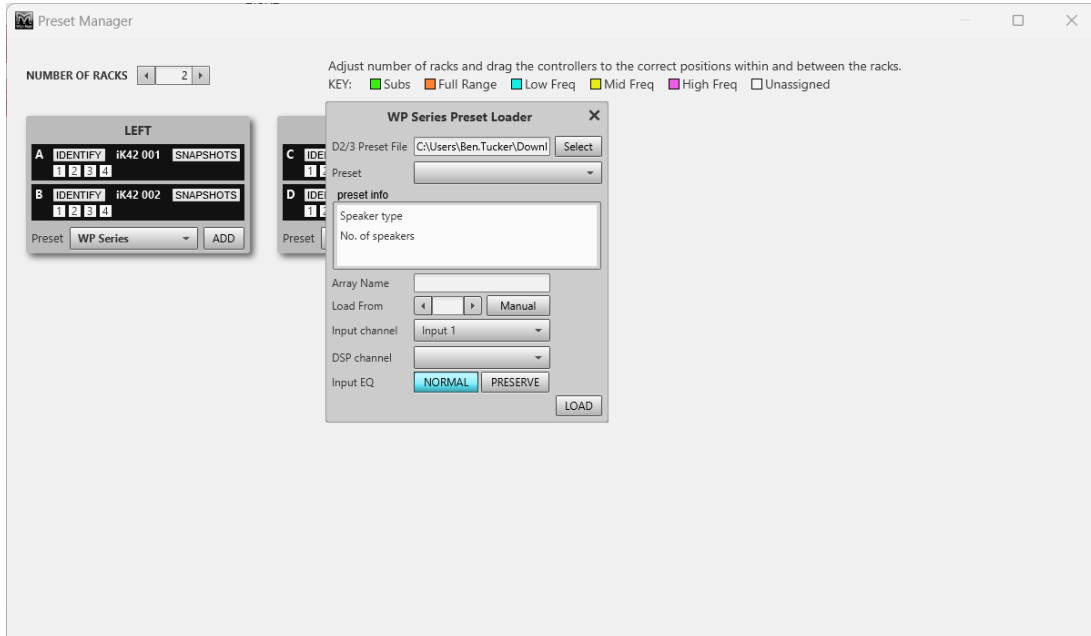 Preset Manager
NUMBER OF RACKS 2
Adjust number of racks and drag the controllers to the correct positions within and between the racks.
KEY: Subs Full Range Low Freq Mid Freq High Freq Unassigned
LEFT
A IDENTIFY iK42 001 SNAPSHOTS
1 2 3 4
B IDENTIFY iK42 002 SNAPSHOTS
1 2 3 4
Preset WP Series ADD
C
1
D
1
Preset
WP Series Preset Loader
D2/3 Preset File C:\Users\Ben.Tucker\Downl Select
Preset
preset info
Speaker type
No. of speakers
Array Name
Load From Manual
Input channel Input 1
DSP channel
Input EQ NORMAL PRESERVE
LOAD